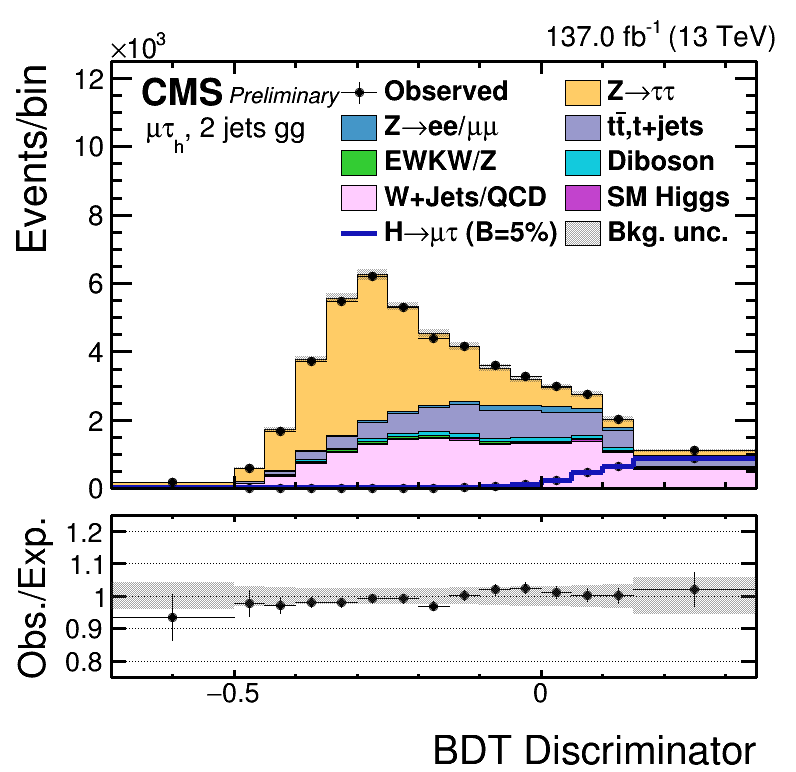 ×10³
137.0 fb⁻¹ (13 TeV)
Events/bin
12
10
8
6
4
2
0
CMS Preliminary
μτₕ, 2 jets gg
Observed
Z→ττ
Z→ee/μμ
tt̄,t+jets
EWKW/Z
Diboson
W+Jets/QCD
SM Higgs
H→μτ (B=5%)
Bkg. unc.
Obs./Exp.
1.2
1.1
1
0.9
0.8
−0.5
0
BDT Discriminator